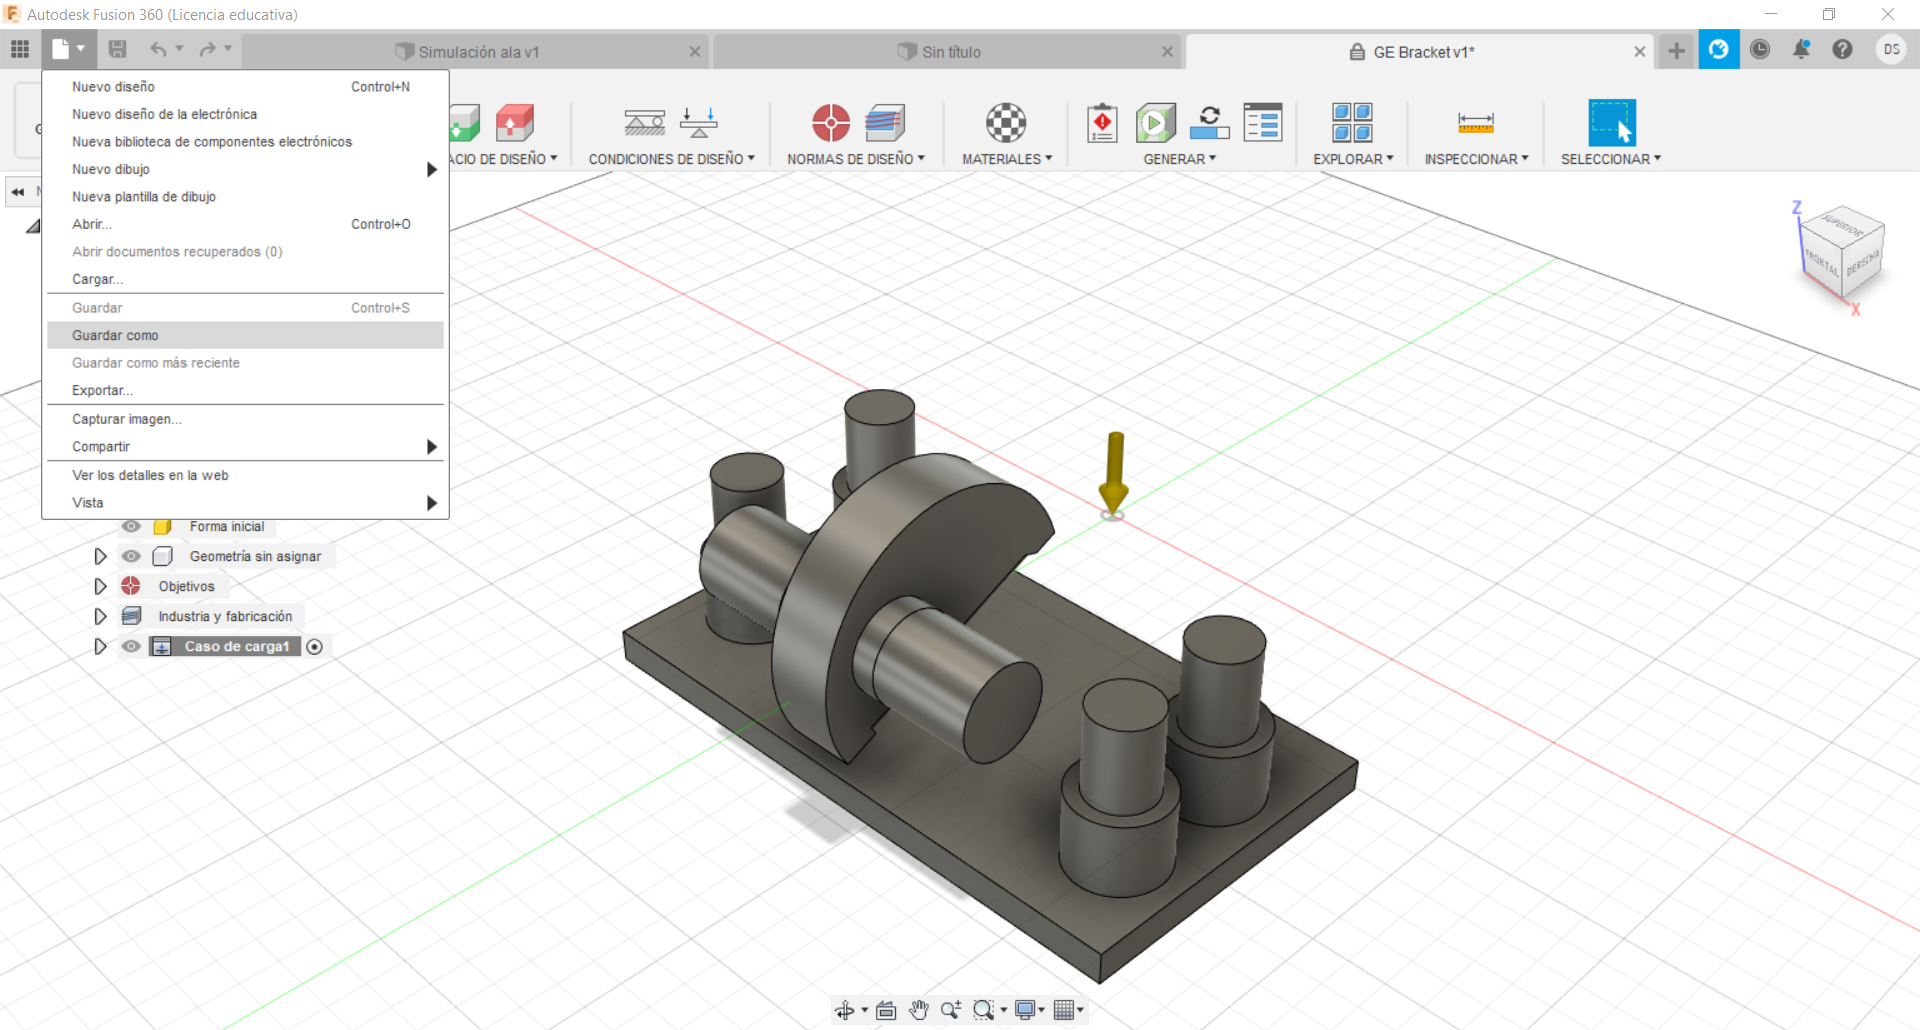 Autodesk Fusion 360 (Licencia educativa)
Simulación ala v1
Sin título
GE Bracket v1*
DS
Nuevo diseño Control+N
Nuevo diseño de la electrónica
Nueva biblioteca de componentes electrónicos
Nuevo dibujo
Nueva plantilla de dibujo
Abrir... Control+O
Abrir documentos recuperados (0)
Cargar...
Guardar Control+S
Guardar como
Guardar como más reciente
Exportar...
Capturar imagen...
Compartir
Ver los detalles en la web
Vista
ACIO DE DISEÑO
CONDICIONES DE DISEÑO
NORMAS DE DISEÑO
MATERIALES
GENERAR
EXPLORAR
INSPECCIONAR
SELECCIONAR
Z
SUPERIOR
FRONTAL
DERECHA
X
Forma inicial
Geometría sin asignar
Objetivos
Industria y fabricación
Caso de carga1